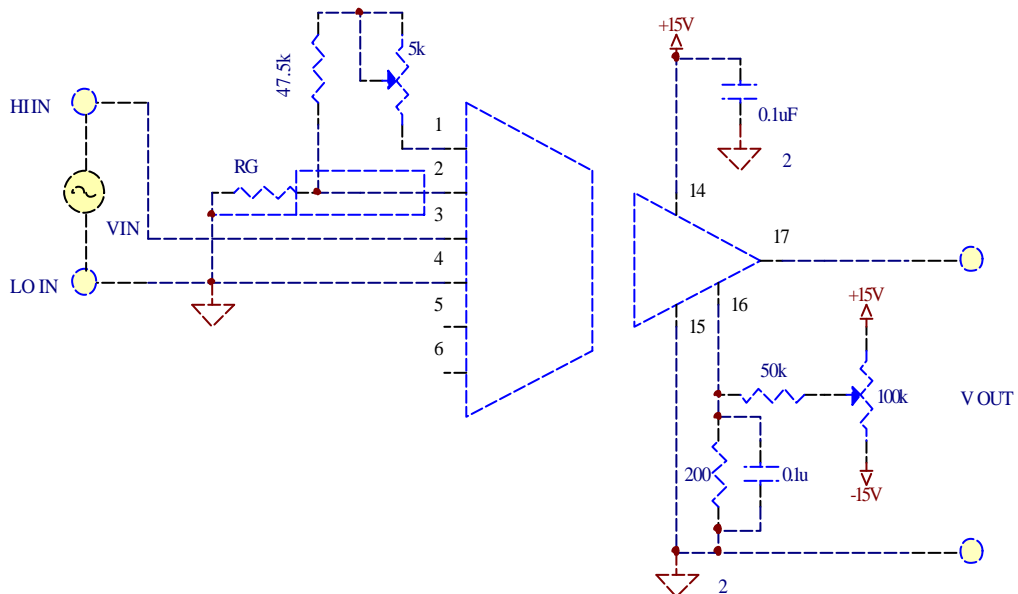 +15V
5k
47.5k
HI IN
0.1uF
1
2
2
RG
14
3
VIN
17
4
LO IN
5
15
16
+15V
6
50k
100k
V OUT
200
0.1u
-15V
2